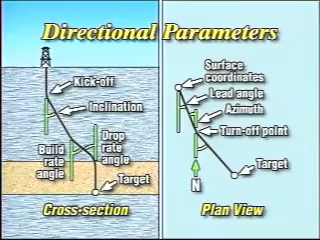 Directional Parameters
Kick-off
Inclination
Build
rate
angle
Drop
rate
angle
Target
Cross-section
Surface
coordinates
Lead angle
Azimuth
Turn-off point
Target
N
Plan View